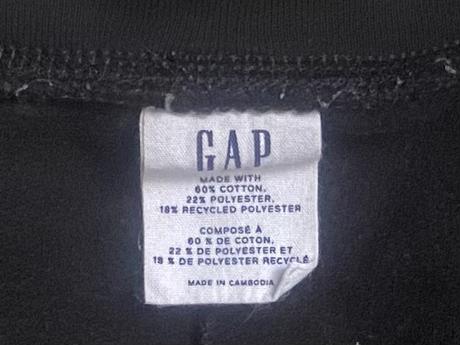 GAP
MADE WITH
60% COTTON,
22% POLYESTER,
18% RECYCLED POLYESTER
COMPOSÉ À
60 % DE COTON,
22 % DE POLYESTER ET
18 % DE POLYESTER RECYCLÉ
MADE IN CAMBODIA